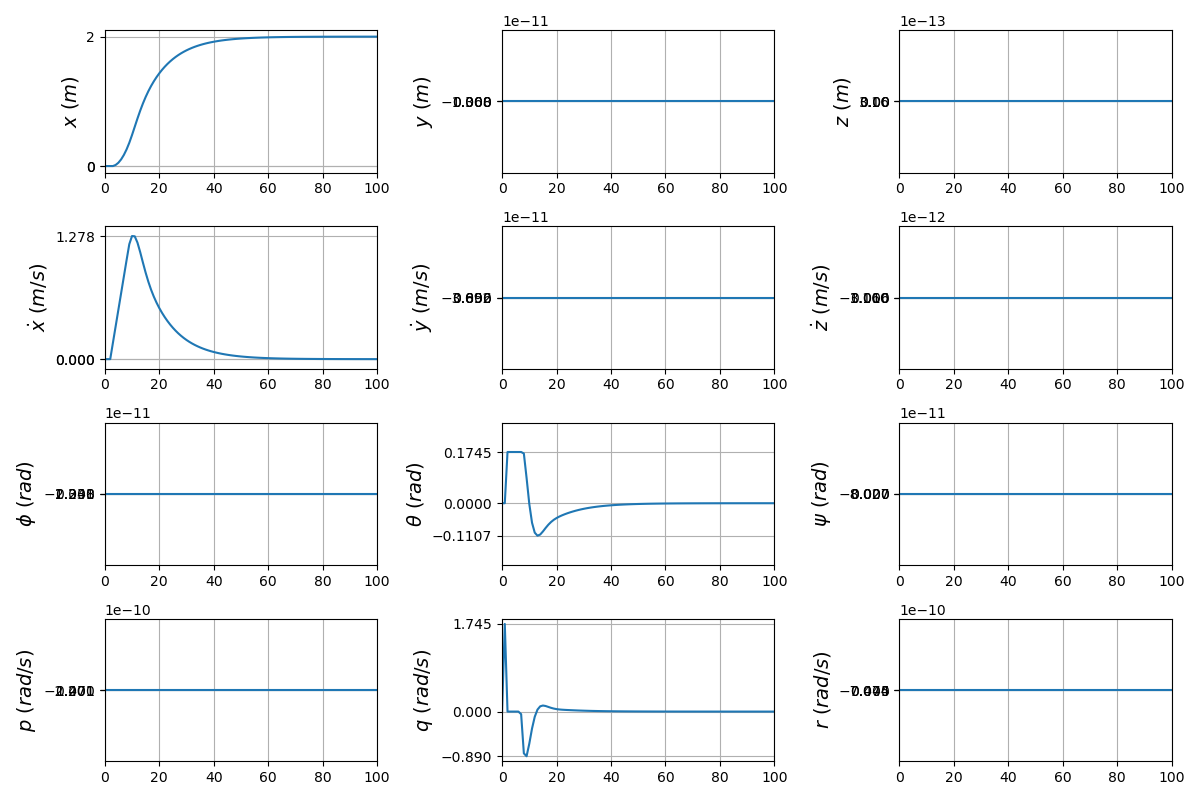 1e−11 1e−13
x (m) 2 0 y (m) z (m)
0 20 40 60 80 100 0 20 40 60 80 100 0 20 40 60 80 100
1e−11 1e−12
ẋ (m/s) 1.278 0.000 ẏ (m/s) ż (m/s)
0 20 40 60 80 100 0 20 40 60 80 100 0 20 40 60 80 100
1e−11 1e−11
ϕ (rad) θ (rad) 0.1745 0.0000 −0.1107 ψ (rad)
0 20 40 60 80 100 0 20 40 60 80 100 0 20 40 60 80 100
1e−10 1e−10
p (rad/s) q (rad/s) 1.745 0.000 −0.890 r (rad/s)
0 20 40 60 80 100 0 20 40 60 80 100 0 20 40 60 80 100